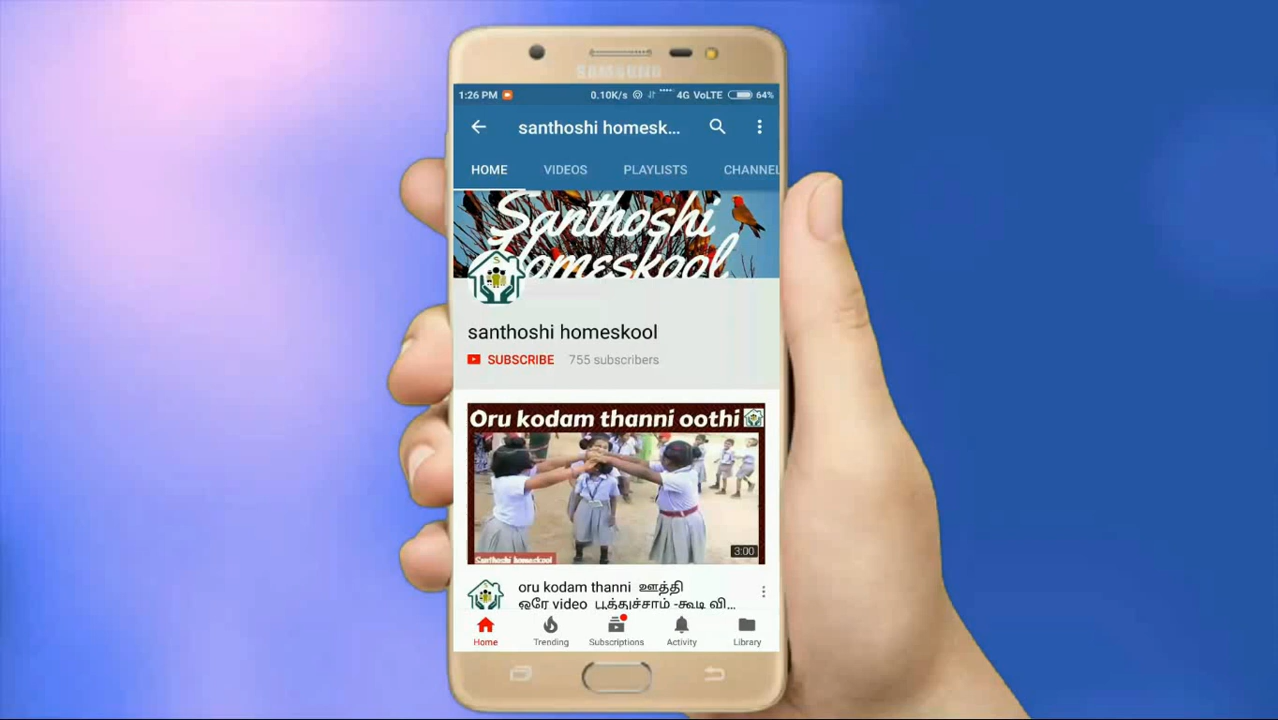 SAMSUNG
1:26 PM 0.10K/s 4G VoLTE 64%
santhoshi homesk...
HOME VIDEOS PLAYLISTS CHANNEL
Santhoshi
Homeskool
S
santhoshi homeskool
SUBSCRIBE 755 subscribers
Oru kodam thanni oothi
3:00
Santhoshi homeskool
oru kodam thanni ஊத்தி
ஒரே video பூத்துச்சாம் -கூடி வி...
Home Trending Subscriptions Activity Library